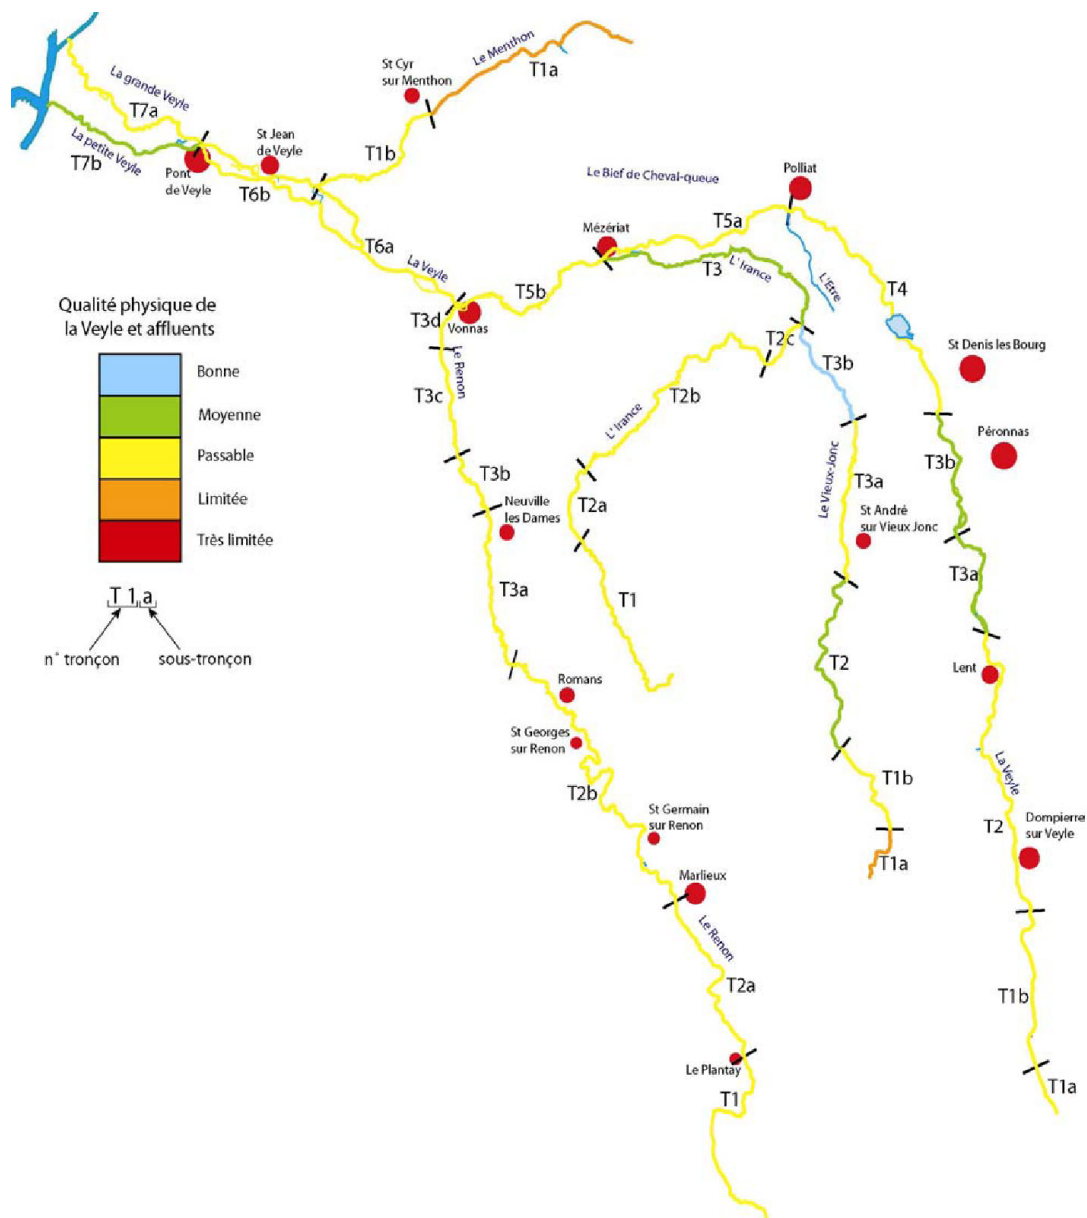 La grande Veyle
T7a
La petite Veyle
T7b
Pont
de Veyle
St Jean
de Veyle
T6b
St Cyr
sur Menthon
Le Menthon
T1a
T1b
T6a
La Veyle
Le Bief de Cheval-queue
Polliat
Mézériat
T5a
T5b
T3
L' Irance
L'Etre
T4
Vonnas
T3d
Le Renon
T3c
T3b
Neuville
les Dames
T3a
T2c
T2b
L' Irance
T2a
T1
T3b
Le Vieux-Jonc
T3a
St André
sur Vieux Jonc
T2
T1b
T1a
St Denis les Bourg
Péronnas
T3b
T3a
Lent
La Veyle
T2
Dompierre
sur Veyle
T1b
T1a
Romans
St Georges
sur Renon
T2b
St Germain
sur Renon
Marlieux
Le Renon
T2a
Le Plantay
T1
Qualité physique de
la Veyle et affluents
Bonne
Moyenne
Passable
Limitée
Très limitée
T 1 a
n° tronçon
sous-tronçon